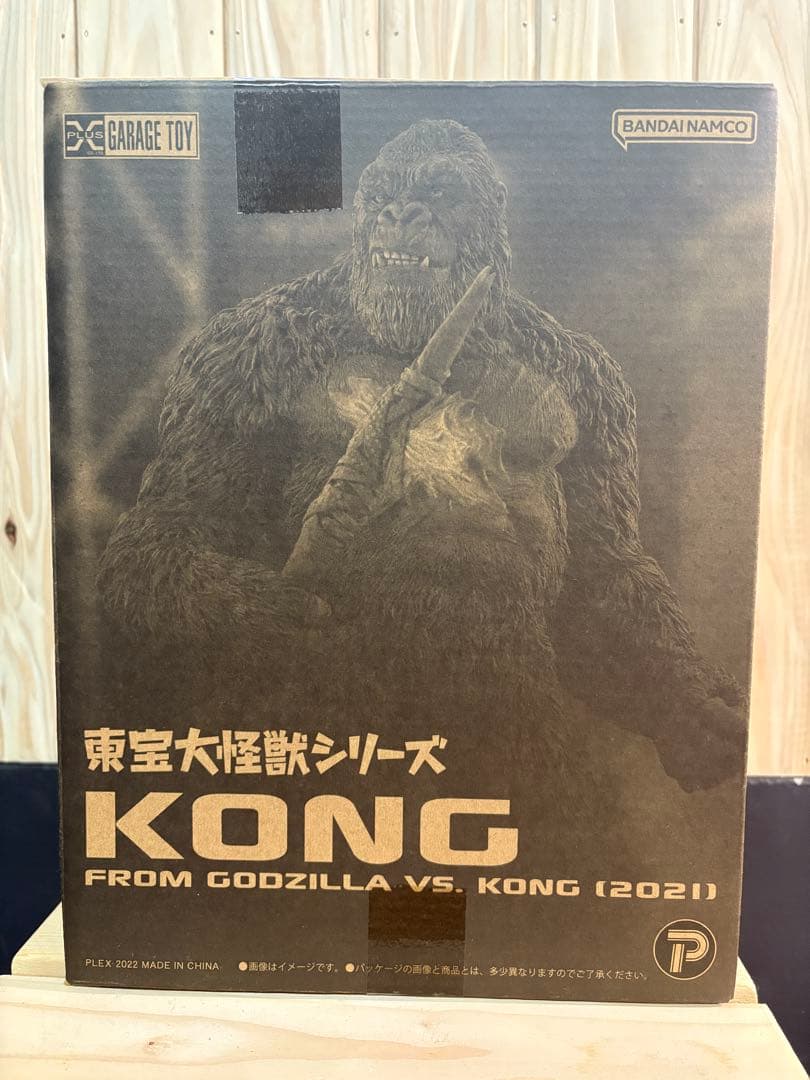 X PLUS GARAGE TOY
BANDAI NAMCO
東宝大怪獣シリーズ
KONG
FROM GODZILLA VS. KONG (2021)
PLEX 2022 MADE IN CHINA ●画像はイメージです。●パッケージの画像と商品とは、多少異なりますのでご了承ください。
P